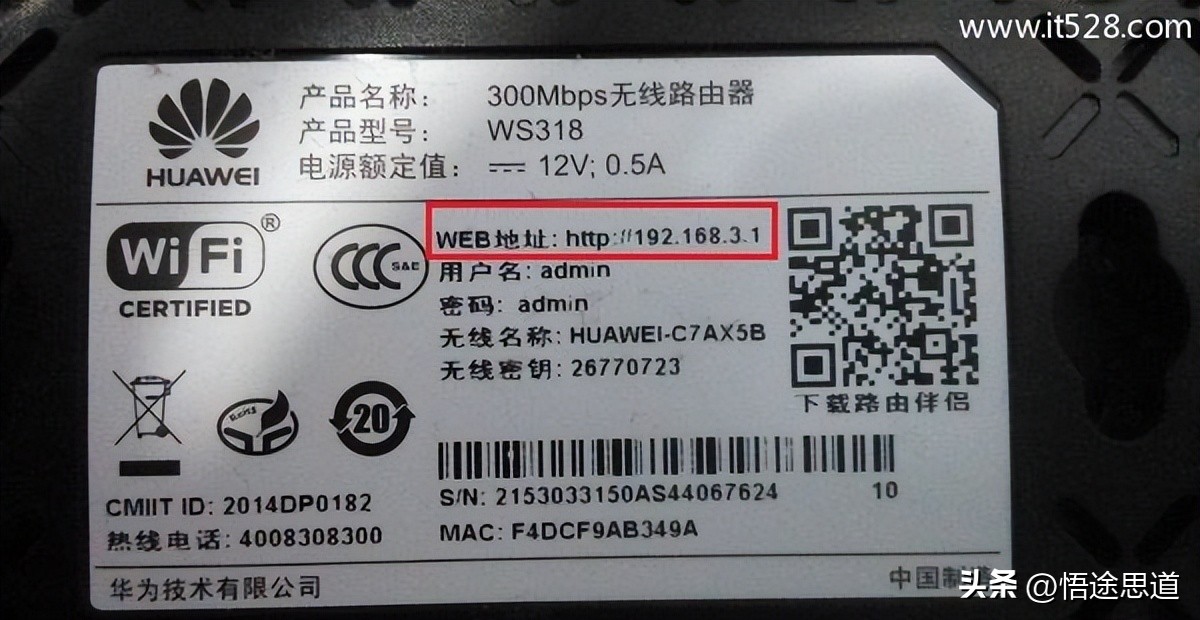 www.it528.com
HUAWEI
产品名称: 300Mbps无线路由器
产品型号: WS318
电源额定值: 12V; 0.5A
WiFi®
CERTIFIED
CCC S&E
WEB地址: http://192.168.3.1
用户名: admin
密码: admin
无线名称: HUAWEI-C7AX5B
无线密钥: 26770723
下载路由伴侣
20
CMIIT ID: 2014DP0182
热线电话: 4008308300
S/N: 2153033150AS44067624 10
MAC: F4DCF9AB349A
华为技术有限公司
中国制
头条 @悟途思道